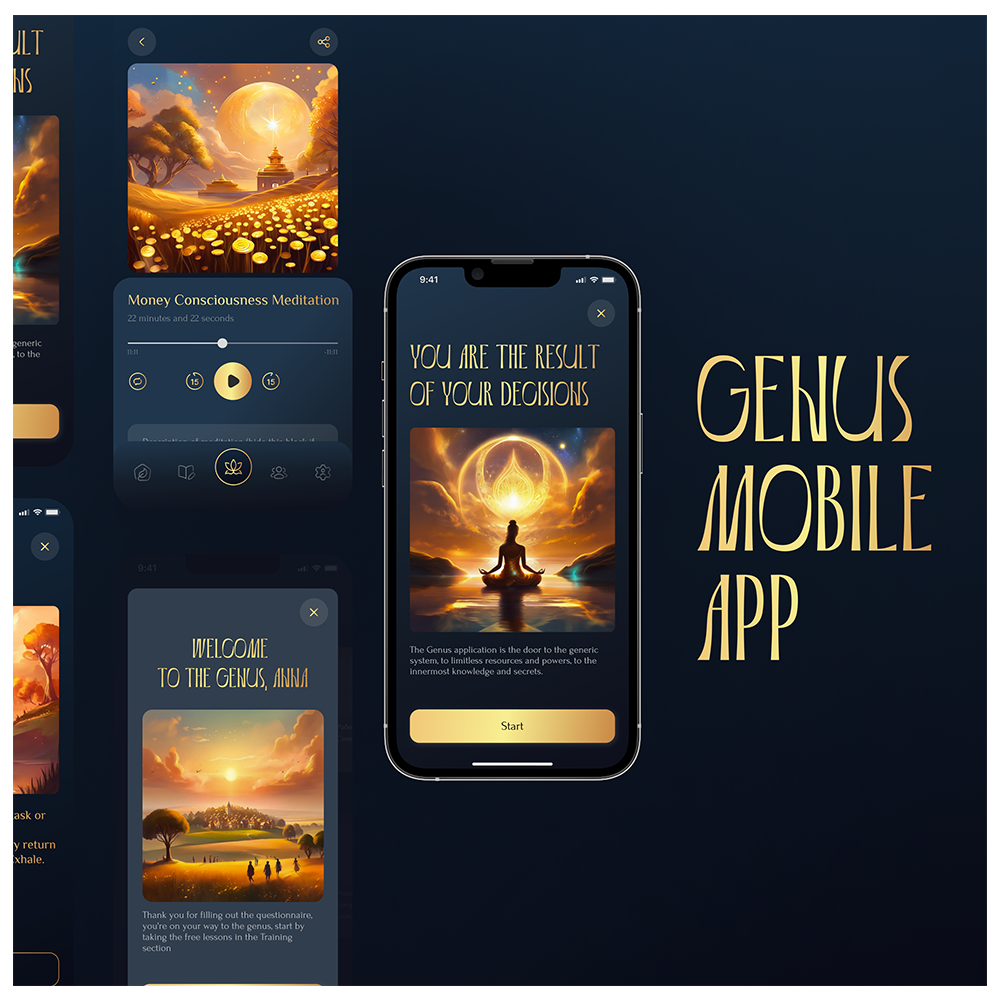 ULT
NS
generic
, to the
ask or
y return
xhale.
Money Consciousness Meditation
22 minutes and 22 seconds
11:11
-11:11
15
15
Description of meditation (hide this block if
9:41
WELCOME
TO THE GENUS, ANNA
Thank you for filling out the questionnaire,
you're on your way to the genus, start by
taking the free lessons in the Training
section
9:41
YOU ARE THE RESULT
OF YOUR DECISIONS
The Genus application is the door to the generic
system, to limitless resources and powers, to the
innermost knowledge and secrets.
Start
GENUS
MOBILE
APP